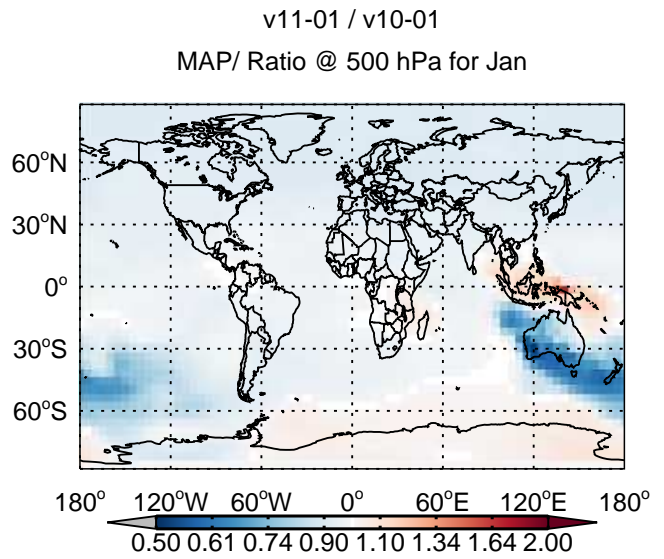 v11-01 / v10-01
MAP/ Ratio @ 500 hPa for Jan
60°N
30°N
0°
30°S
60°S
180° 120°W 60°W 0° 60°E 120°E 180°
0.50 0.61 0.74 0.90 1.10 1.34 1.64 2.00